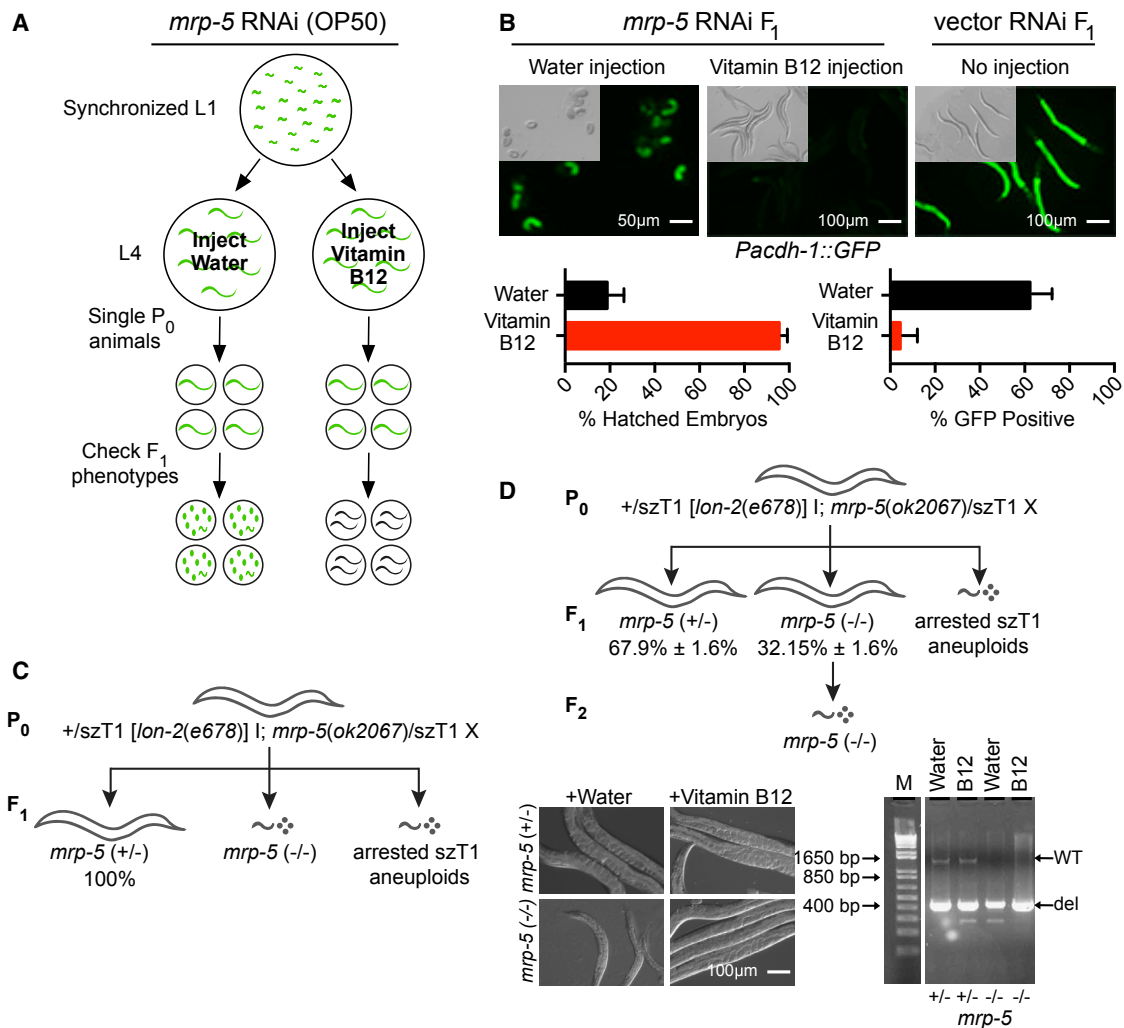 A
mrp-5 RNAi (OP50)
Synchronized L1
L4
Inject
Water
Inject
Vitamin
B12
Single P0
animals
Check F1
phenotypes
B
mrp-5 RNAi F1
vector RNAi F1
Water injection
Vitamin B12 injection
No injection
50µm
100µm
100µm
Pacdh-1::GFP
Water
Vitamin
B12
0
20
40
60
80
100
% Hatched Embryos
Water
Vitamin
B12
0
20
40
60
80
100
% GFP Positive
C
P0
+/szT1 [lon-2(e678)] I; mrp-5(ok2067)/szT1 X
F1
mrp-5 (+/-)
100%
mrp-5 (-/-)
arrested szT1
aneuploids
D
P0
+/szT1 [lon-2(e678)] I; mrp-5(ok2067)/szT1 X
F1
mrp-5 (+/-)
67.9% ± 1.6%
mrp-5 (-/-)
32.15% ± 1.6%
arrested szT1
aneuploids
F2
mrp-5 (-/-)
+Water
+Vitamin B12
mrp-5 (+/-)
mrp-5 (-/-)
100µm
M
Water
B12
Water
B12
1650 bp
850 bp
400 bp
WT
del
+/- +/- -/- -/-
mrp-5